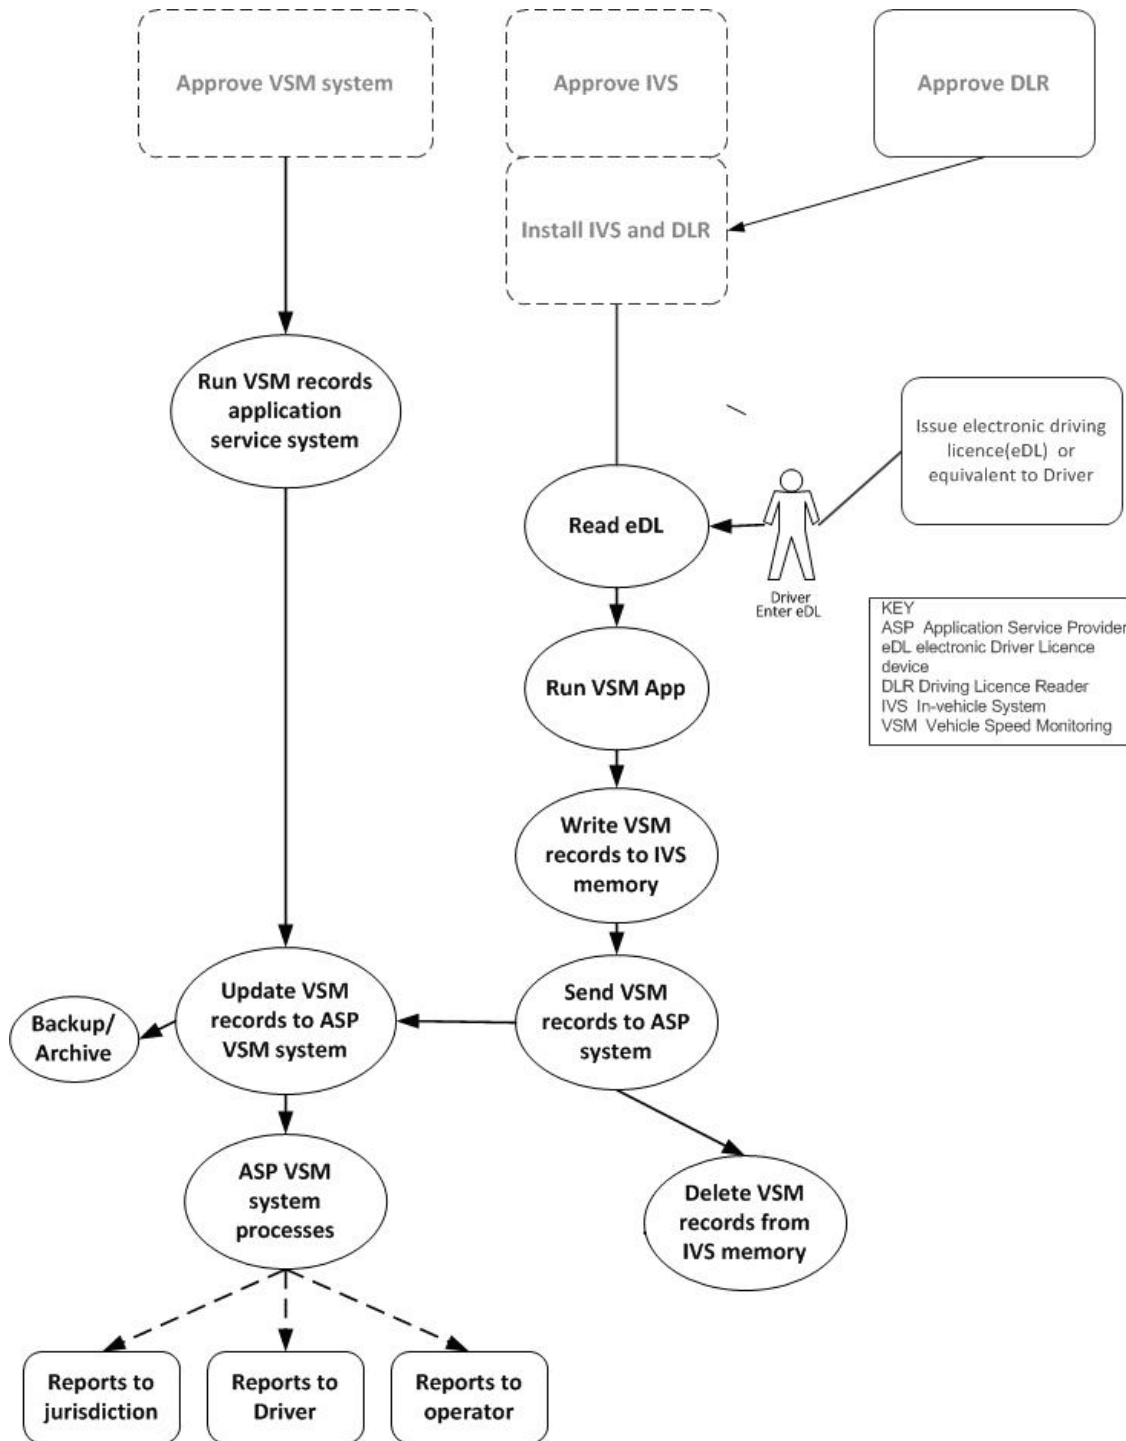 Approve VSM system
Approve IVS
Approve DLR
Install IVS and DLR
Run VSM records
application
service system
Issue electronic driving
licence(eDL) or
equivalent to Driver
Read eDL
Driver
Enter eDL
KEY
ASP Application Service Provider
eDL electronic Driver Licence
device
DLR Driving Licence Reader
IVS In-vehicle System
VSM Vehicle Speed Monitoring
Run VSM App
Write VSM
records to IVS
memory
Update VSM
records to ASP
VSM system
Send VSM
records to ASP
system
Backup/
Archive
ASP VSM
system
processes
Delete VSM
records from
IVS memory
Reports to
jurisdiction
Reports to
Driver
Reports to
operator